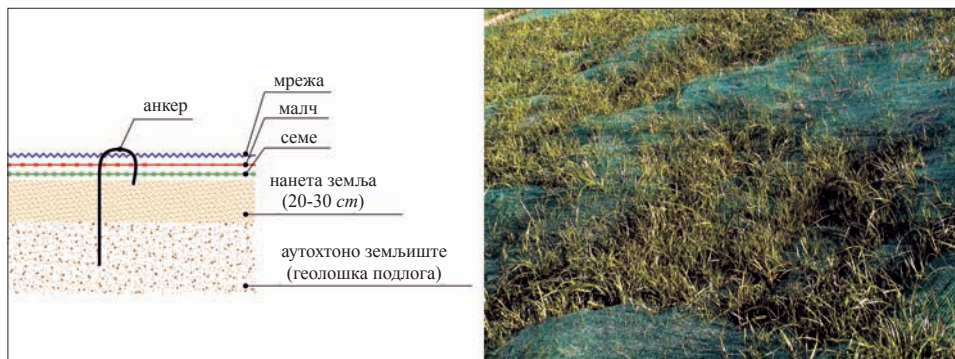 мрежа
анкер
малч
семе
нанета земља
(20-30 cm)
аутохтоно земљиште
(геолошка подлога)